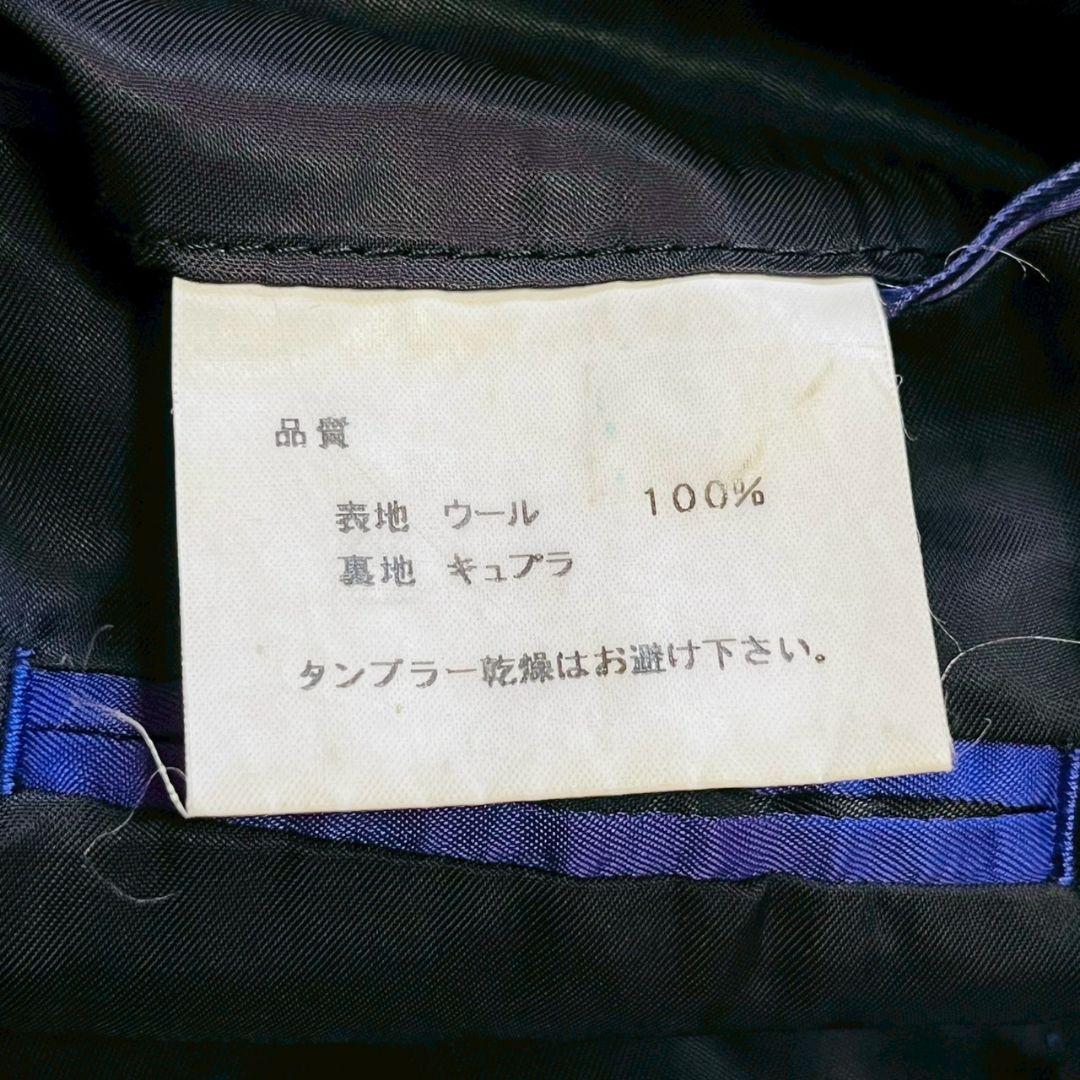 品質
表地 ウール 100%
裏地 キュプラ
タンブラー乾燥はお避け下さい。